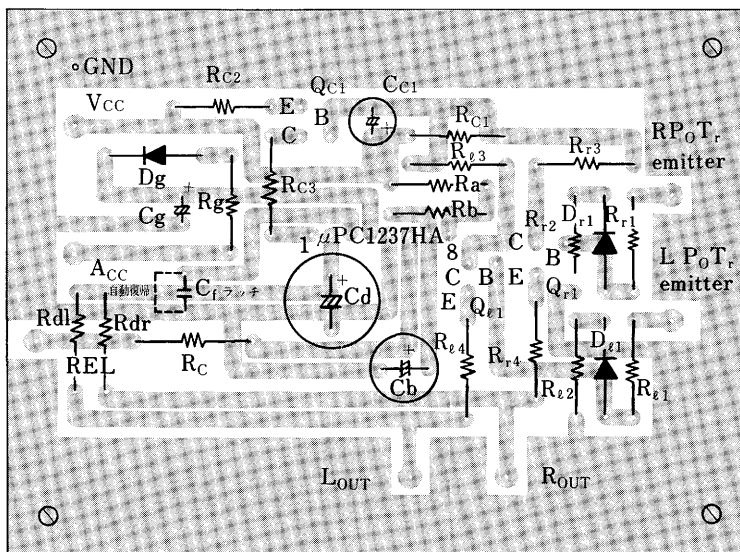 GND
RC2
QC1
CC1
VCC
E
B
C
RC1
RPOTr
emitter
Rℓ3
Rr3
Dg
Cg
Rg
RC3
Ra
Rb
Rr2
Dr1
Rr1
1 μPC1237HA 8
C
B
E
C
E
B
L POTr
emitter
ACC
自動復帰
Cf ラッチ
Cd
Qℓ1
Qr1
Rdl
Rdr
REL
RC
Cb
Rℓ4
Rr4
Dℓ1
Rℓ2
Rℓ1
LOUT
ROUT